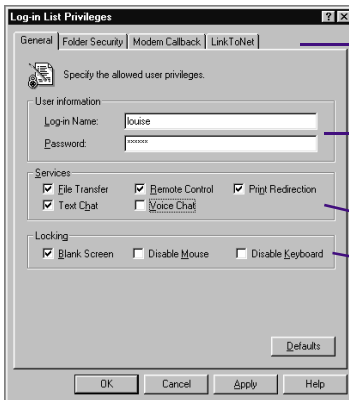 Log-in List Privileges
General Folder Security Modem Callback LinkToNet
Specify the allowed user privileges.
User information
Log-in Name: louise
Password: ××××××
Services
File Transfer Remote Control Print Redirection
Text Chat Voice Chat
Locking
Blank Screen Disable Mouse Disable Keyboard
Defaults
OK Cancel Apply Help